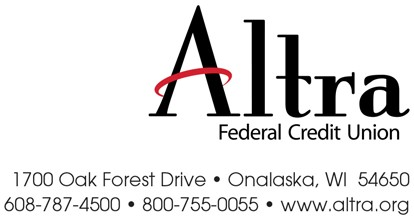 Altra
Federal Credit Union
1700 Oak Forest Drive • Onalaska, WI  54650
608-787-4500 • 800-755-0055 • www.altra.org